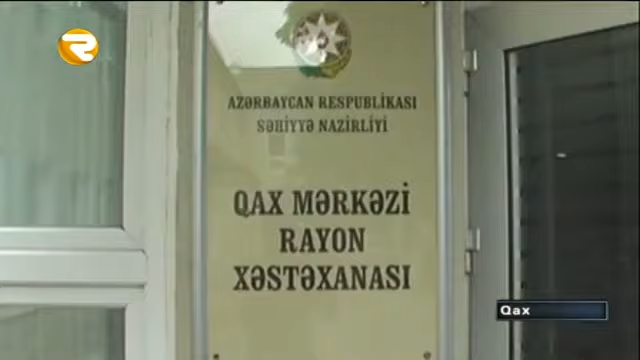 AZƏRBAYCAN RESPUBLİKASI
SƏHİYYƏ NAZİRLİYİ
QAX MƏRKƏZİ
RAYON
XƏSTƏXANASI
Qax